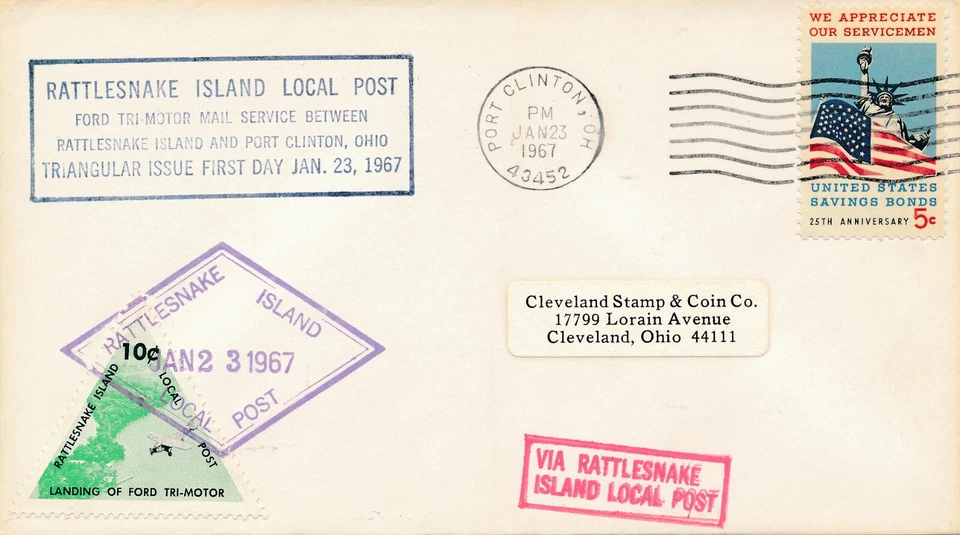 RATTLESNAKE ISLAND LOCAL POST
FORD TRI-MOTOR MAIL SERVICE BETWEEN
RATTLESNAKE ISLAND AND PORT CLINTON, OHIO
TRIANGULAR ISSUE FIRST DAY JAN. 23, 1967
PORT CLINTON, OH
PM
JAN 23
1967
43452
WE APPRECIATE
OUR SERVICEMEN
UNITED STATES
SAVINGS BONDS
25TH ANNIVERSARY 5c
RATTLESNAKE ISLAND
JAN 23 1967
LOCAL POST
10¢
RATTLESNAKE ISLAND
LOCAL POST
LANDING OF FORD TRI-MOTOR
Cleveland Stamp & Coin Co.
17799 Lorain Avenue
Cleveland, Ohio 44111
VIA RATTLESNAKE
ISLAND LOCAL POST